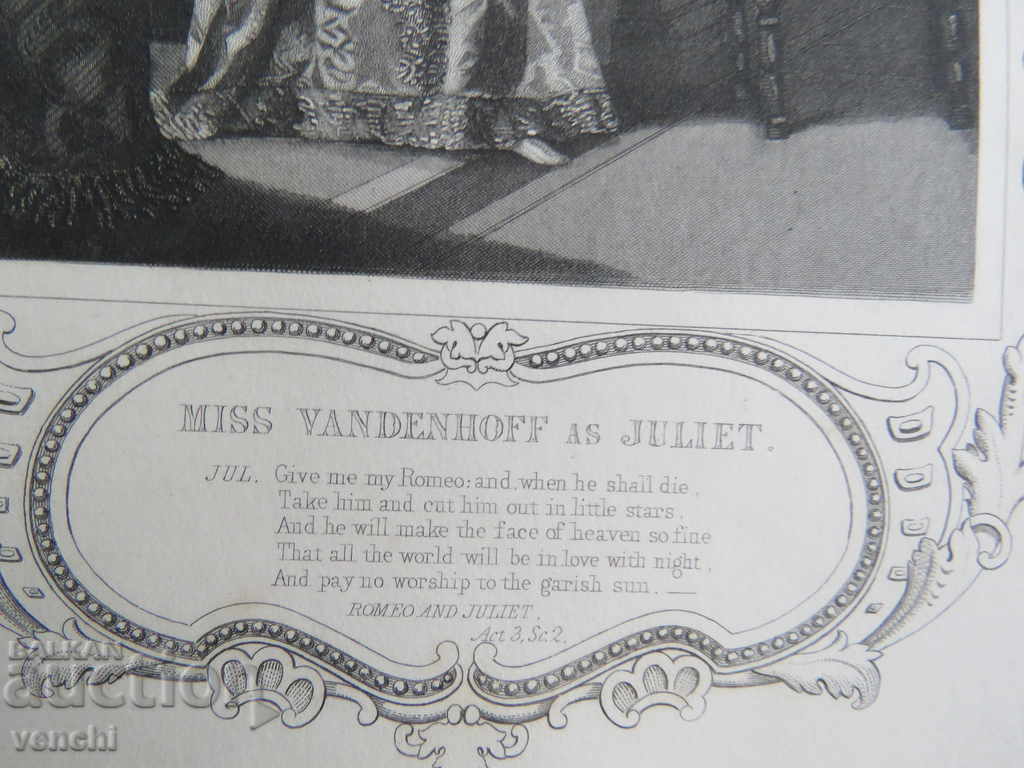 MISS VANDENHOFF AS JULIET.
JUL. Give me my Romeo: and, when he shall die,
Take him and cut him out in little stars,
And he will make the face of heaven so fine
That all the world will be in love with night,
And pay no worship to the garish sun. —
ROMEO AND JULIET.
Act 3, Sc. 2.
BALKAN
auctio
venchi